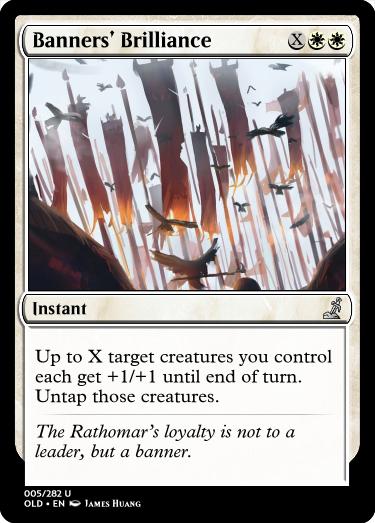 Banners' Brilliance X
Instant
Up to X target creatures you control
each get +1/+1 until end of turn.
Untap those creatures.
The Rathomar's loyalty is not to a
leader, but a banner.
005/282 U
OLD • EN James Huang